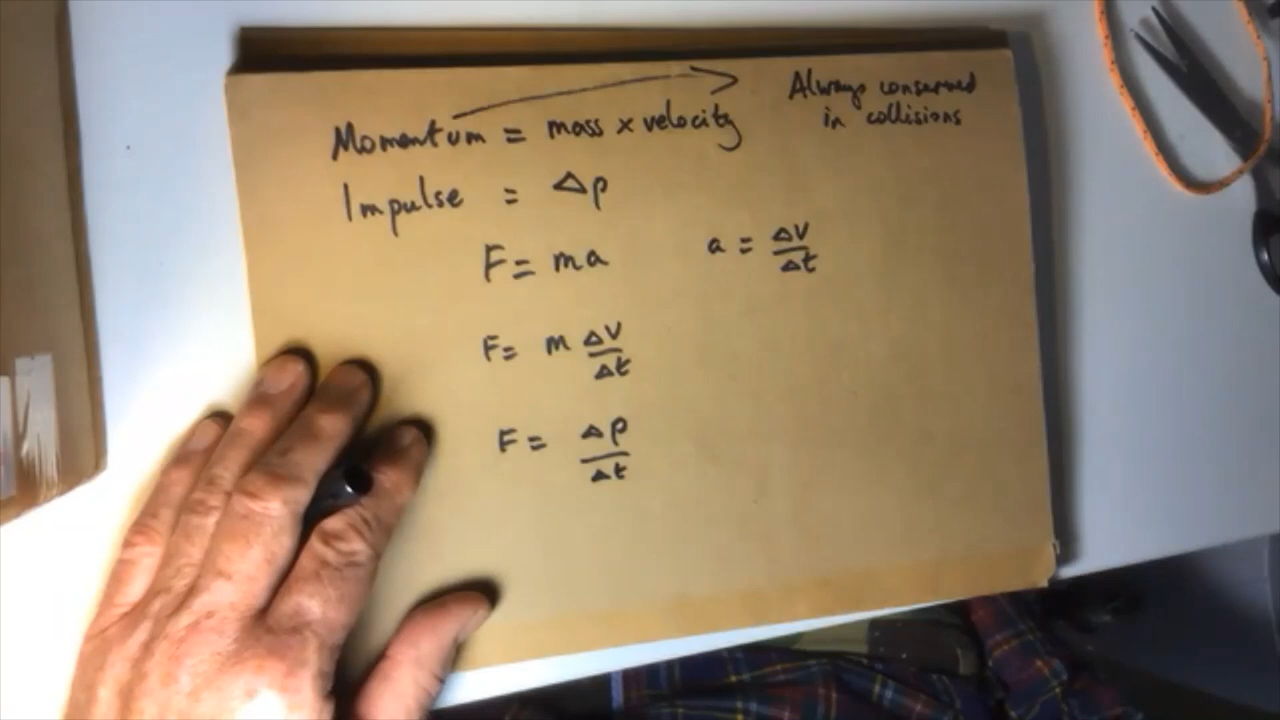 Momentum = mass x velocity
Always conserved
in collisions
Impulse = Δp
F = ma
a = Δv/Δt
F = m Δv/Δt
F = Δp/Δt